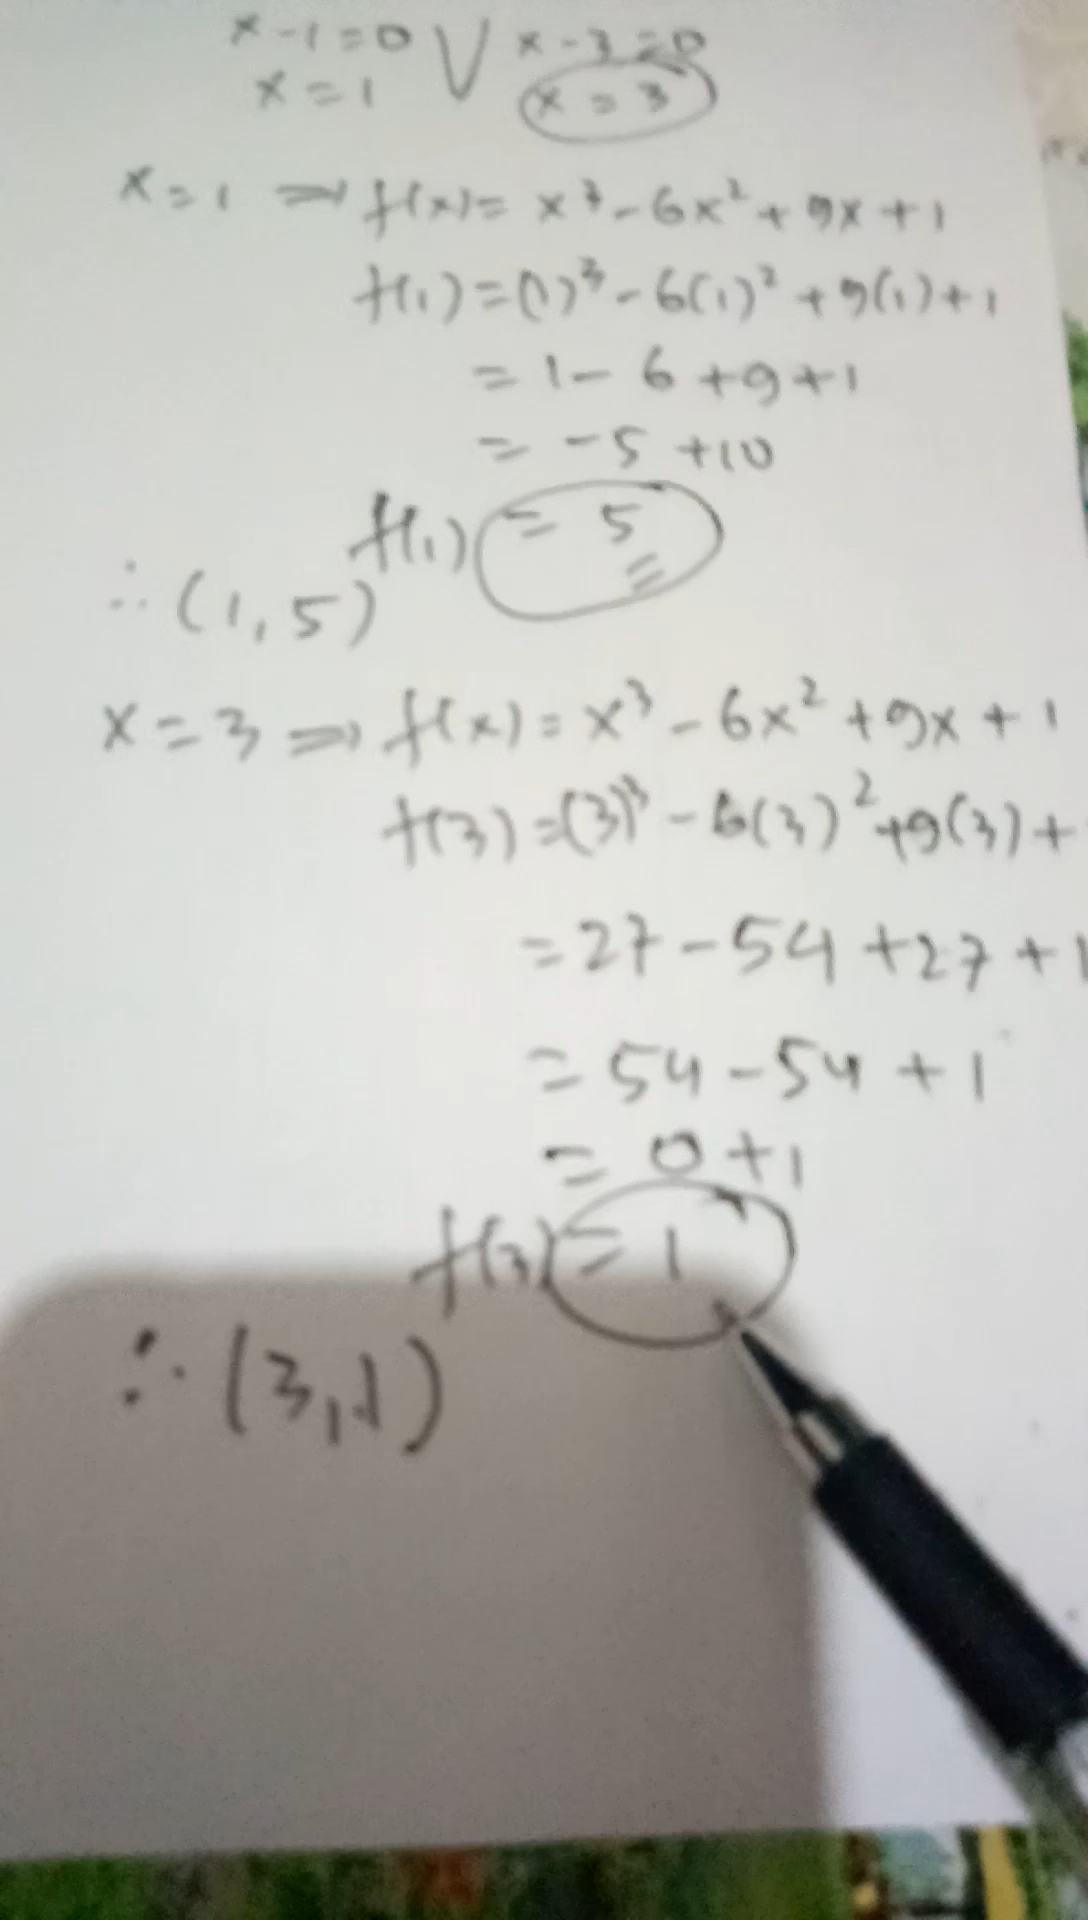 x-1=0 ∨ x-3=0
x=1 x=3
x=1 ⇒ f(x)=x³-6x²+9x+1
f(1)=(1)³-6(1)²+9(1)+1
=1-6+9+1
=-5+10
f(1)=5
∴(1,5)
x=3 ⇒ f(x)=x³-6x²+9x+1
f(3)=(3)³-6(3)²+9(3)+
=27-54+27+1
=54-54+1
=0+1
f(3)=1
∴(3,1)